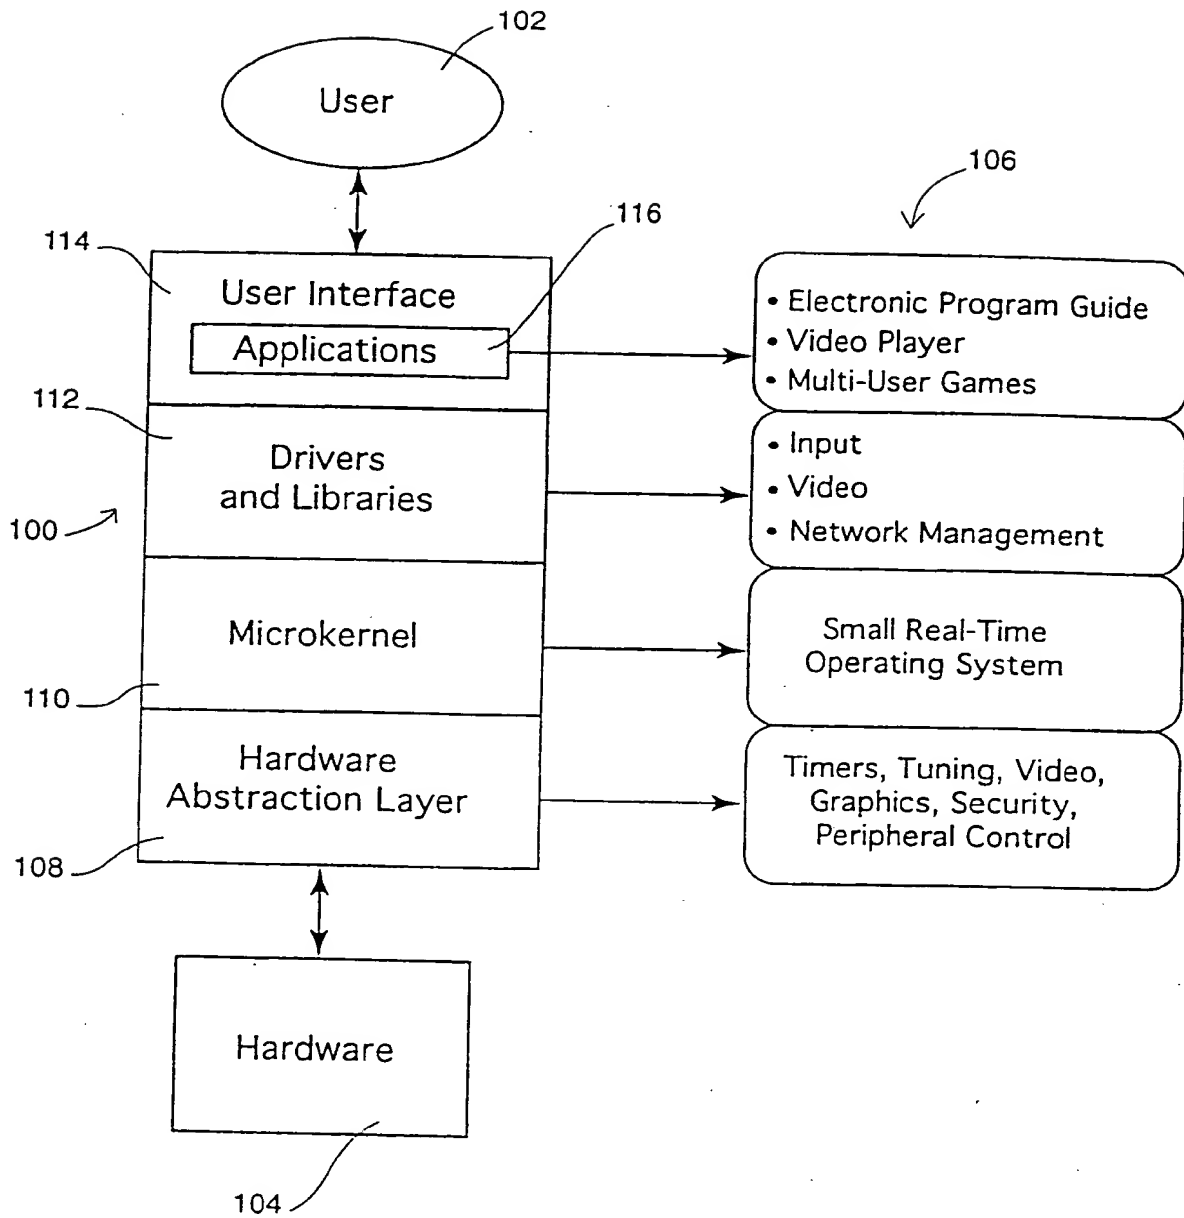 102
User
106
116
114
User Interface
Applications
• Electronic Program Guide
• Video Player
• Multi-User Games
112
Drivers
and Libraries
• Input
• Video
• Network Management
100
Microkernel
Small Real-Time
Operating System
110
Hardware
Abstraction Layer
Timers, Tuning, Video,
Graphics, Security,
Peripheral Control
108
Hardware
104